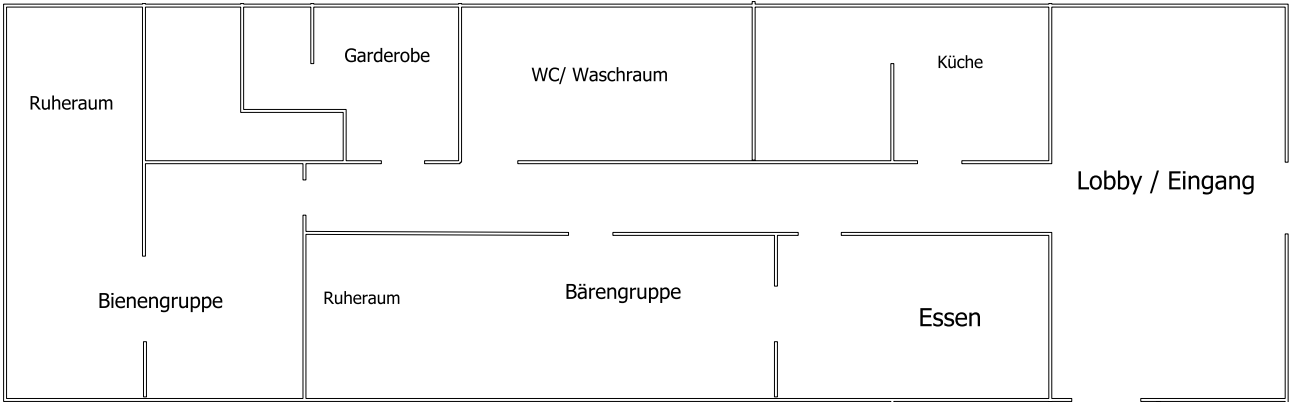 Garderobe
Küche
WC/ Waschraum
Ruheraum
Lobby / Eingang
Bärengruppe
Ruheraum
Bienengruppe
Essen